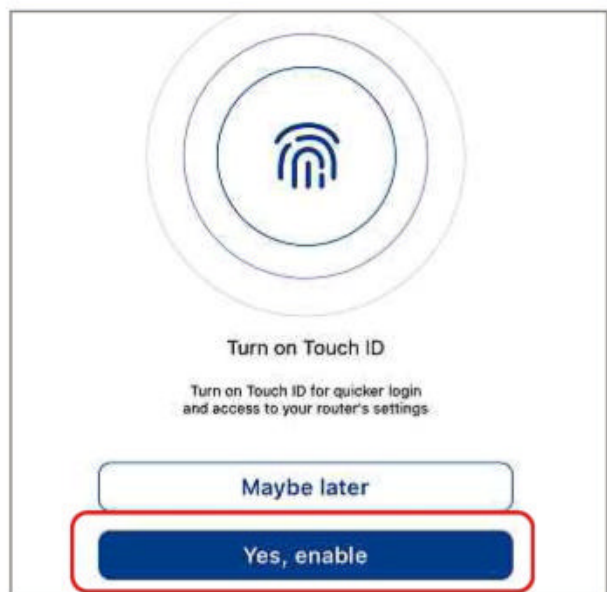 Turn on Touch ID
Turn on Touch ID for quicker login
and access to your router's settings
Maybe later
Yes, enable